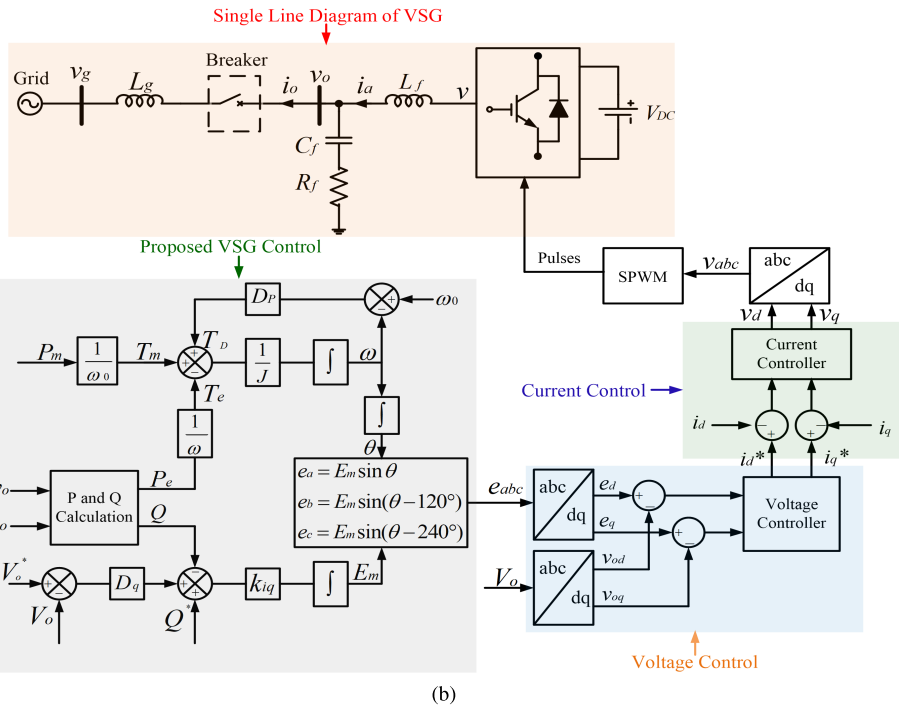 Single Line Diagram of VSG
Grid
vg
Lg
Breaker
io
vo
ia
Lf
v
VDC
Cf
Rf
Proposed VSG Control
Pulses
SPWM
vabc
abc
dq
vd
vq
DP
ω0
TD
Pm
1/ω0
Tm
1/J
∫
ω
Te
1/ω
∫
θ
Current Controller
Current Control
id
iq
id*
iq*
P and Q
Calculation
Pe
Q
ea = Em sin θ
eb = Em sin(θ − 120°)
ec = Em sin(θ − 240°)
eabc
abc
dq
ed
eq
Voltage
Controller
Vo
abc
dq
vod
voq
Vo*
Vo
Dq
Q*
kiq
∫
Em
Voltage Control
(b)